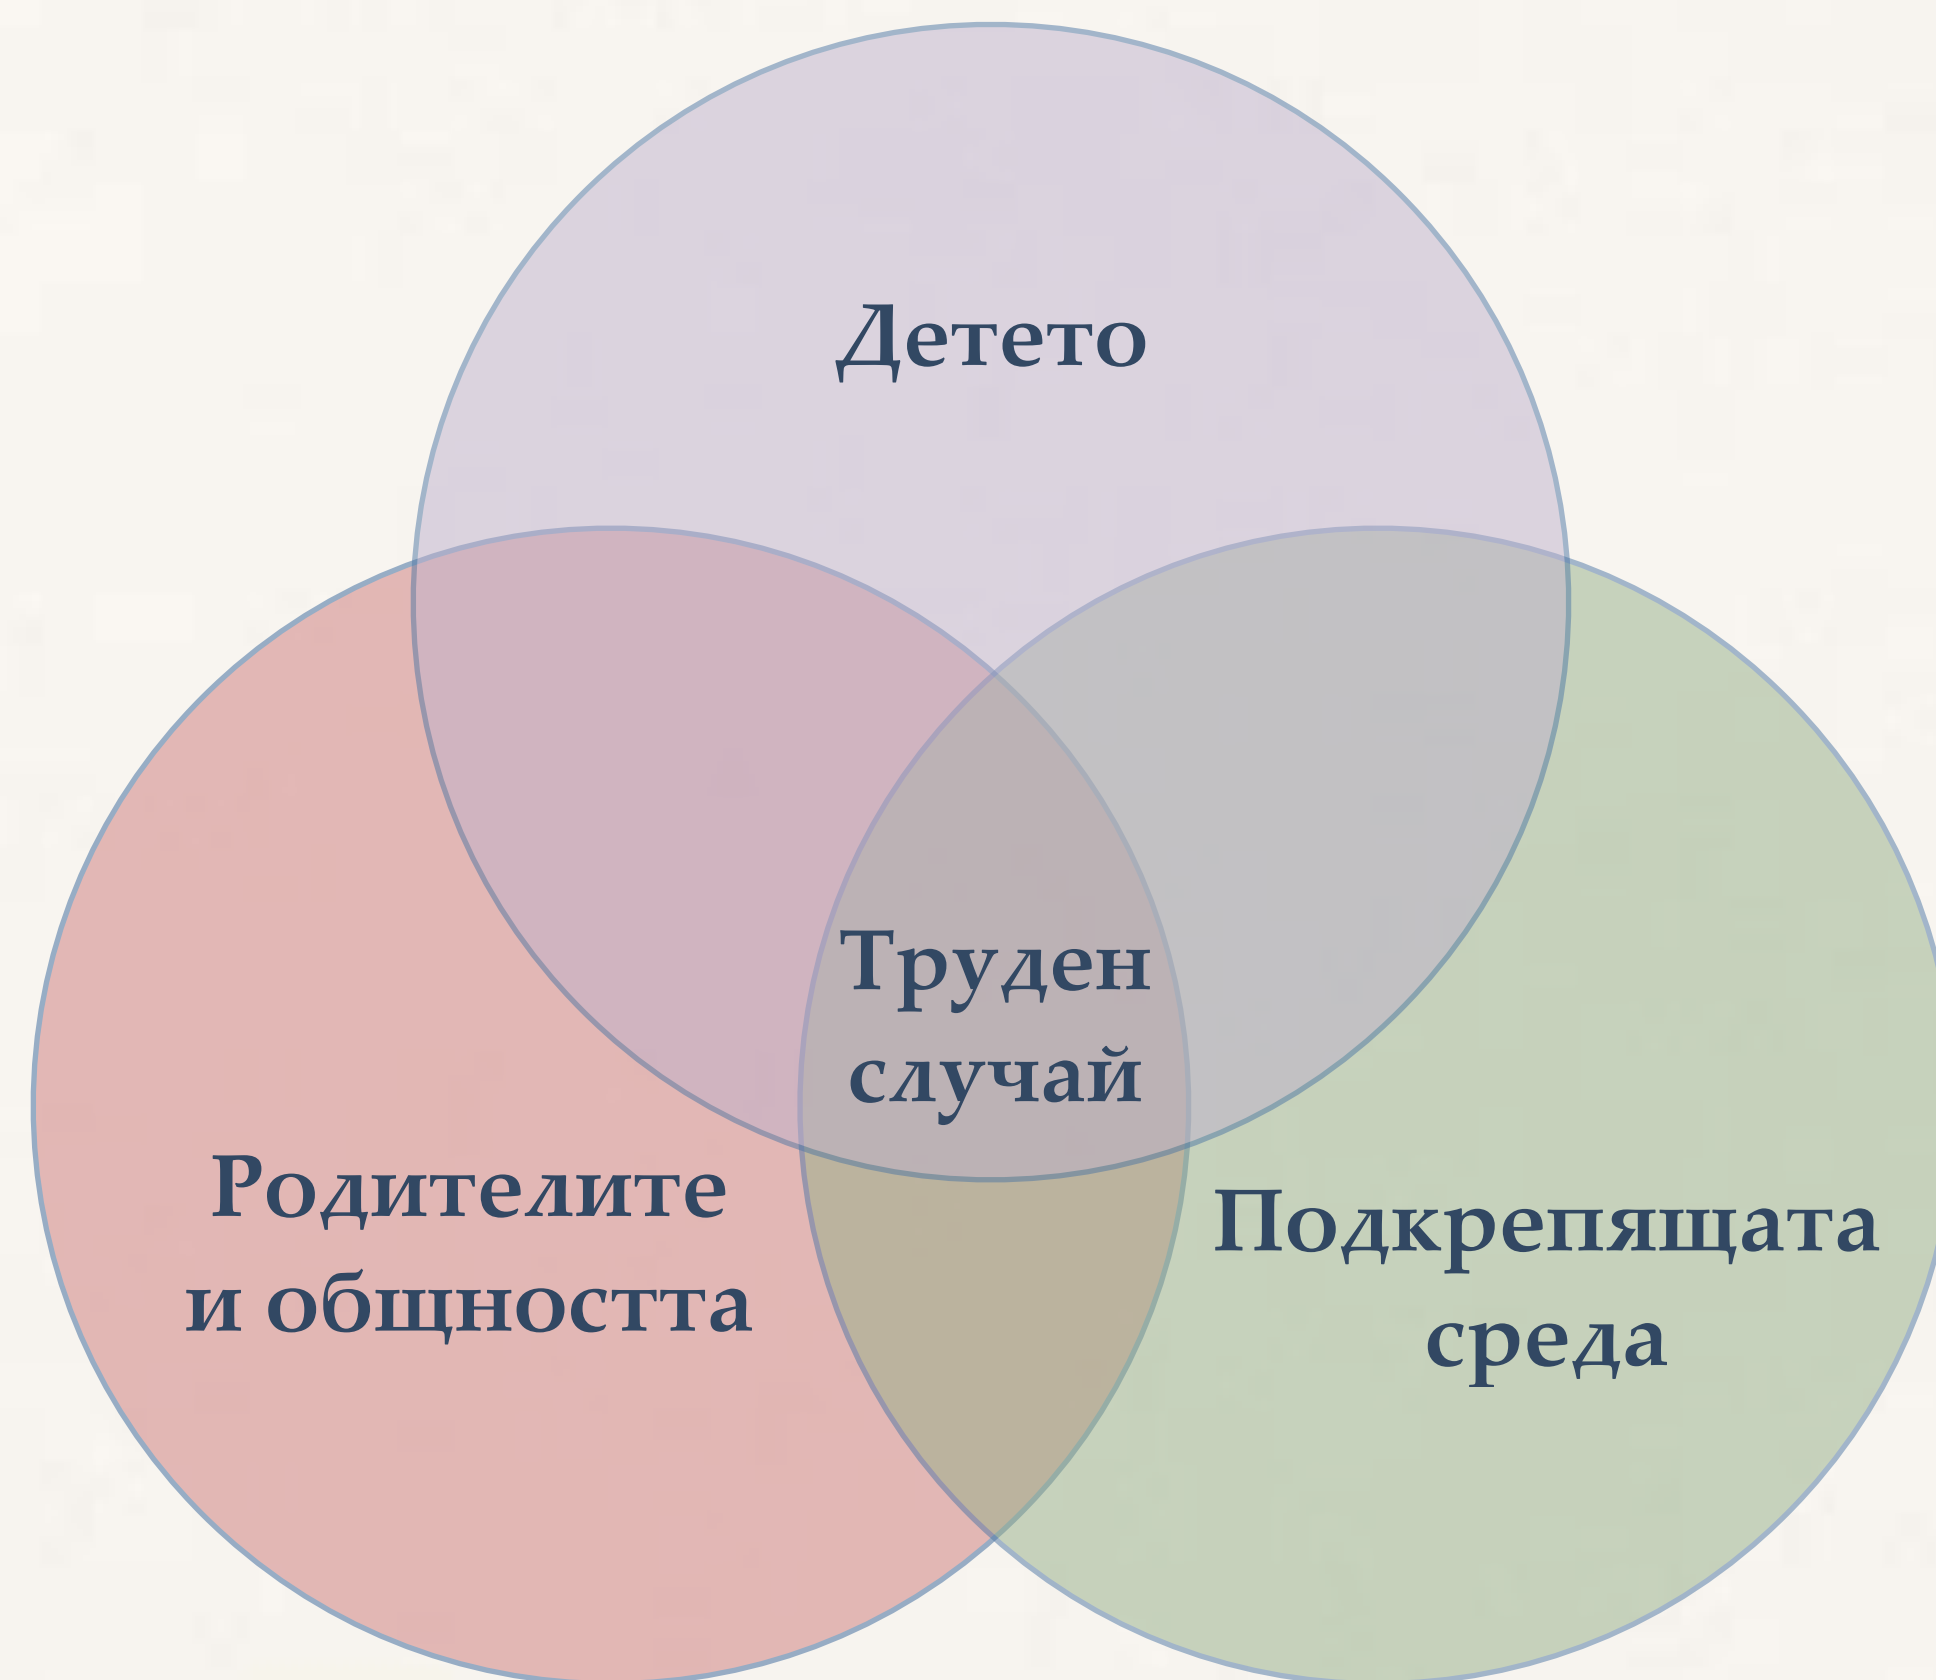 Детето
Труден
случай
Родителите
и общността
Подкрепящата
среда